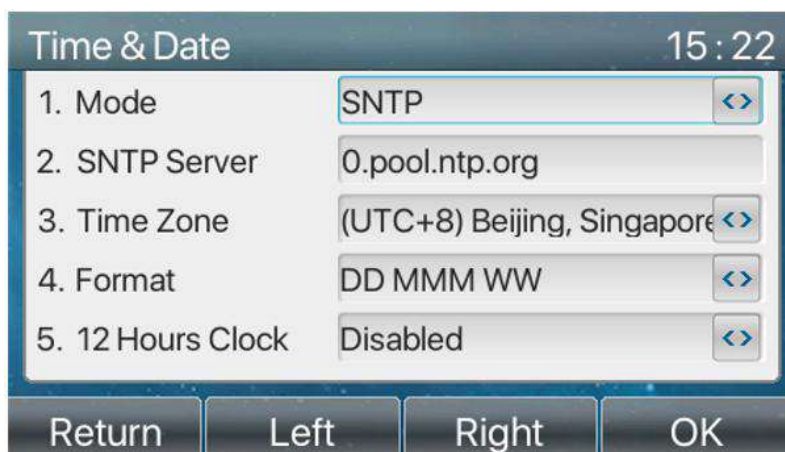 Time & Date 15:22
1. Mode SNTP
2. SNTP Server 0.pool.ntp.org
3. Time Zone (UTC+8) Beijing, Singapore
4. Format DD MMM WW
5. 12 Hours Clock Disabled
Return Left Right OK